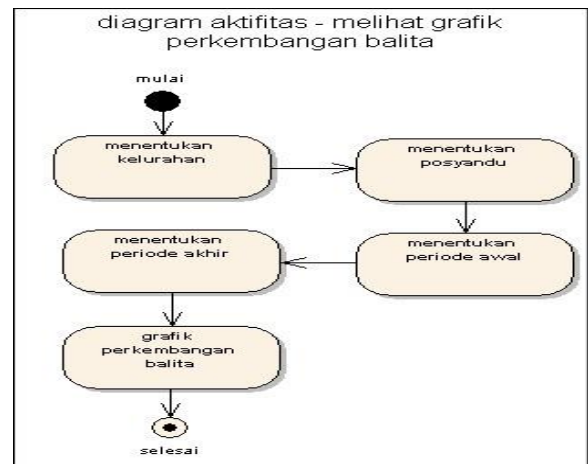 diagram aktifitas - melihat grafik
perkembangan balita
mulai
menentukan
kelurahan
menentukan
posyandu
menentukan
periode awal
menentukan
periode akhir
grafik
perkembangan
balita
selesai